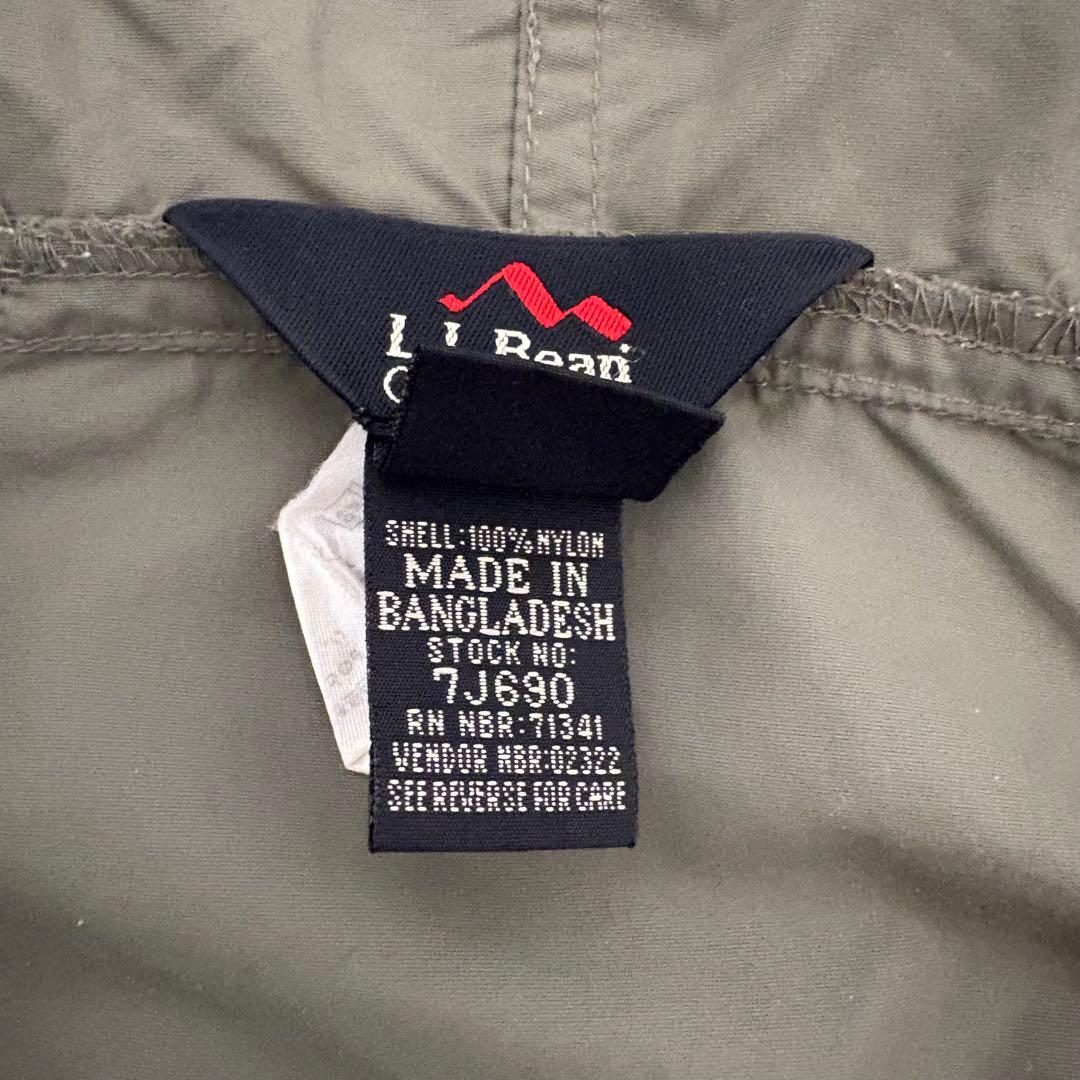 L.L.Bean
SHELL:100%NYLON
MADE IN
BANGLADESH
STOCK NO:
7J690
RN NBR:71341
VENDOR NBR:02322
SEE REVERSE FOR CARE